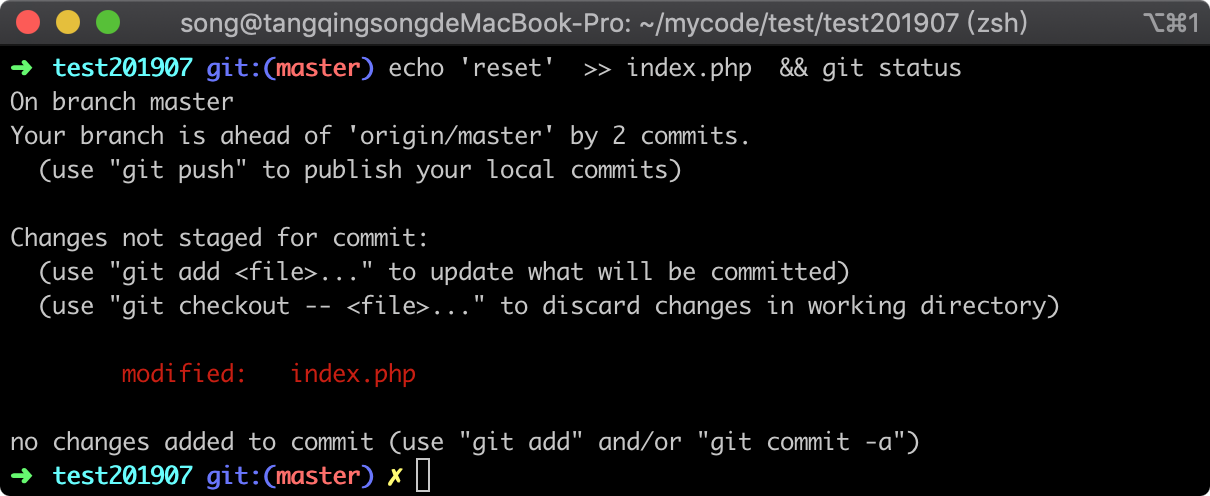 song@tangqingsongdeMacBook-Pro: ~/mycode/test/test201907 (zsh) ⌥⌘1
➜ test201907 git:(master) echo 'reset'  >> index.php  && git status
On branch master
Your branch is ahead of 'origin/master' by 2 commits.
  (use "git push" to publish your local commits)

Changes not staged for commit:
  (use "git add <file>..." to update what will be committed)
  (use "git checkout -- <file>..." to discard changes in working directory)

        modified:   index.php

no changes added to commit (use "git add" and/or "git commit -a")
➜ test201907 git:(master) ✗